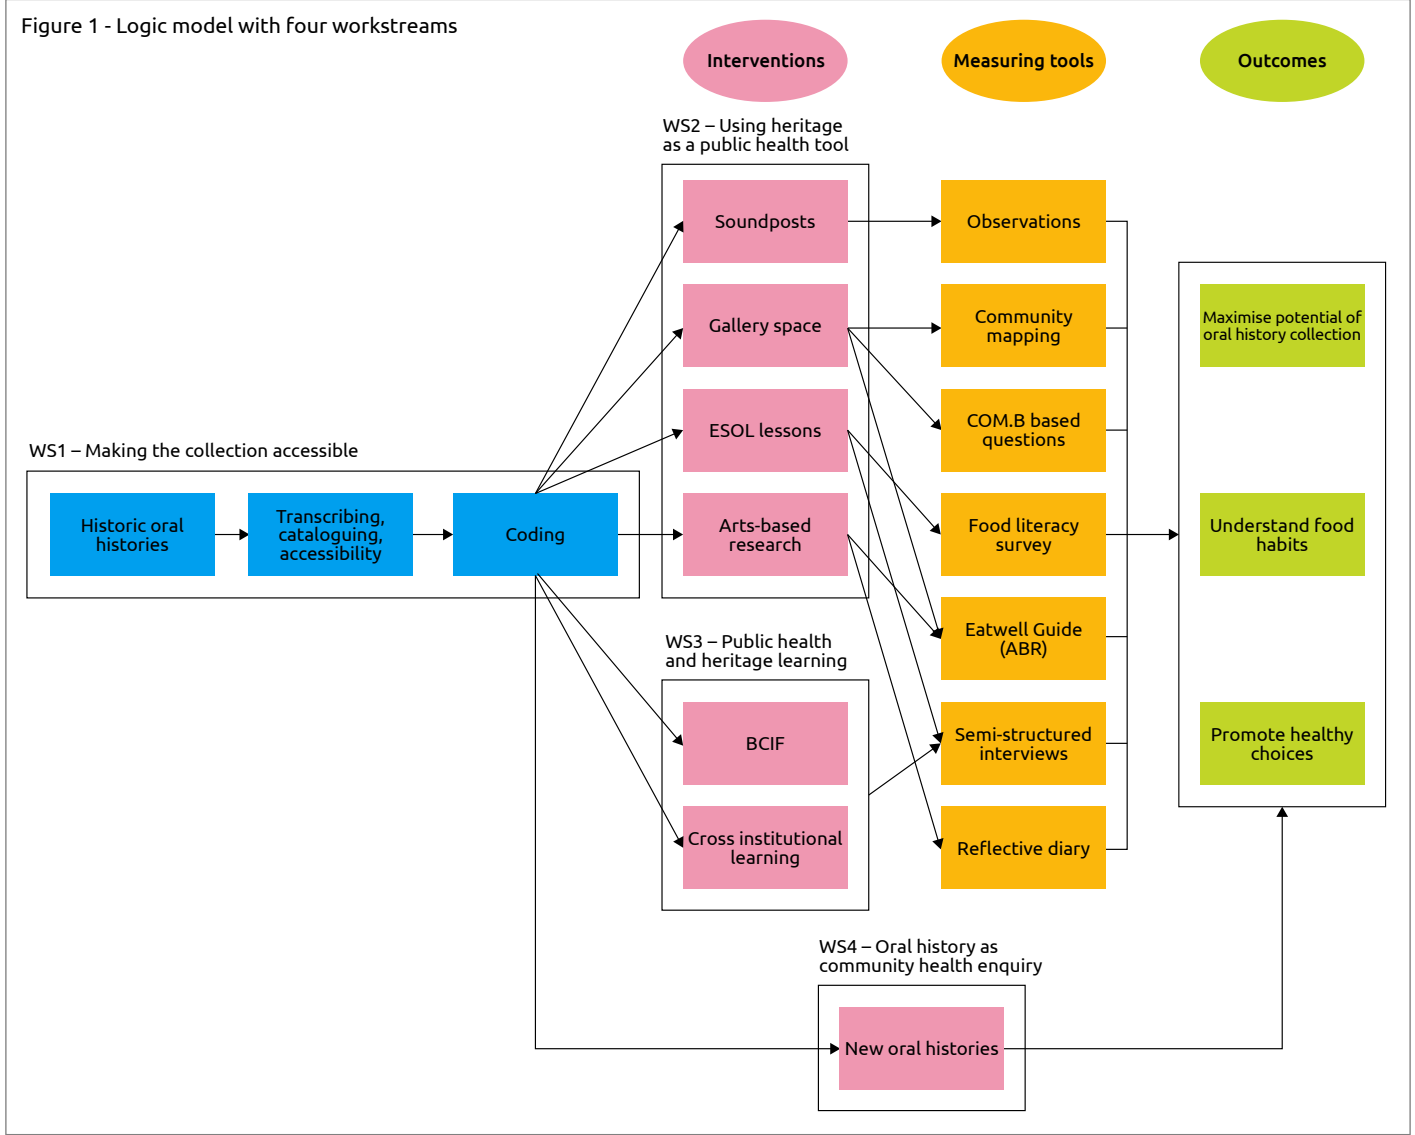 Figure 1 - Logic model with four workstreams
Interventions
Measuring tools
Outcomes
WS2 – Using heritage
as a public health tool
Soundposts
Observations
Gallery space
Community
mapping
Maximise potential of
oral history collection
ESOL lessons
COM.B based
questions
WS1 – Making the collection accessible
Historic oral
histories
Transcribing,
cataloguing,
accessibility
Coding
Arts-based
research
Food literacy
survey
Understand food
habits
Eatwell Guide
(ABR)
WS3 – Public health
and heritage learning
BCIF
Semi-structured
interviews
Promote healthy
choices
Cross institutional
learning
Reflective diary
WS4 – Oral history as
community health enquiry
New oral histories